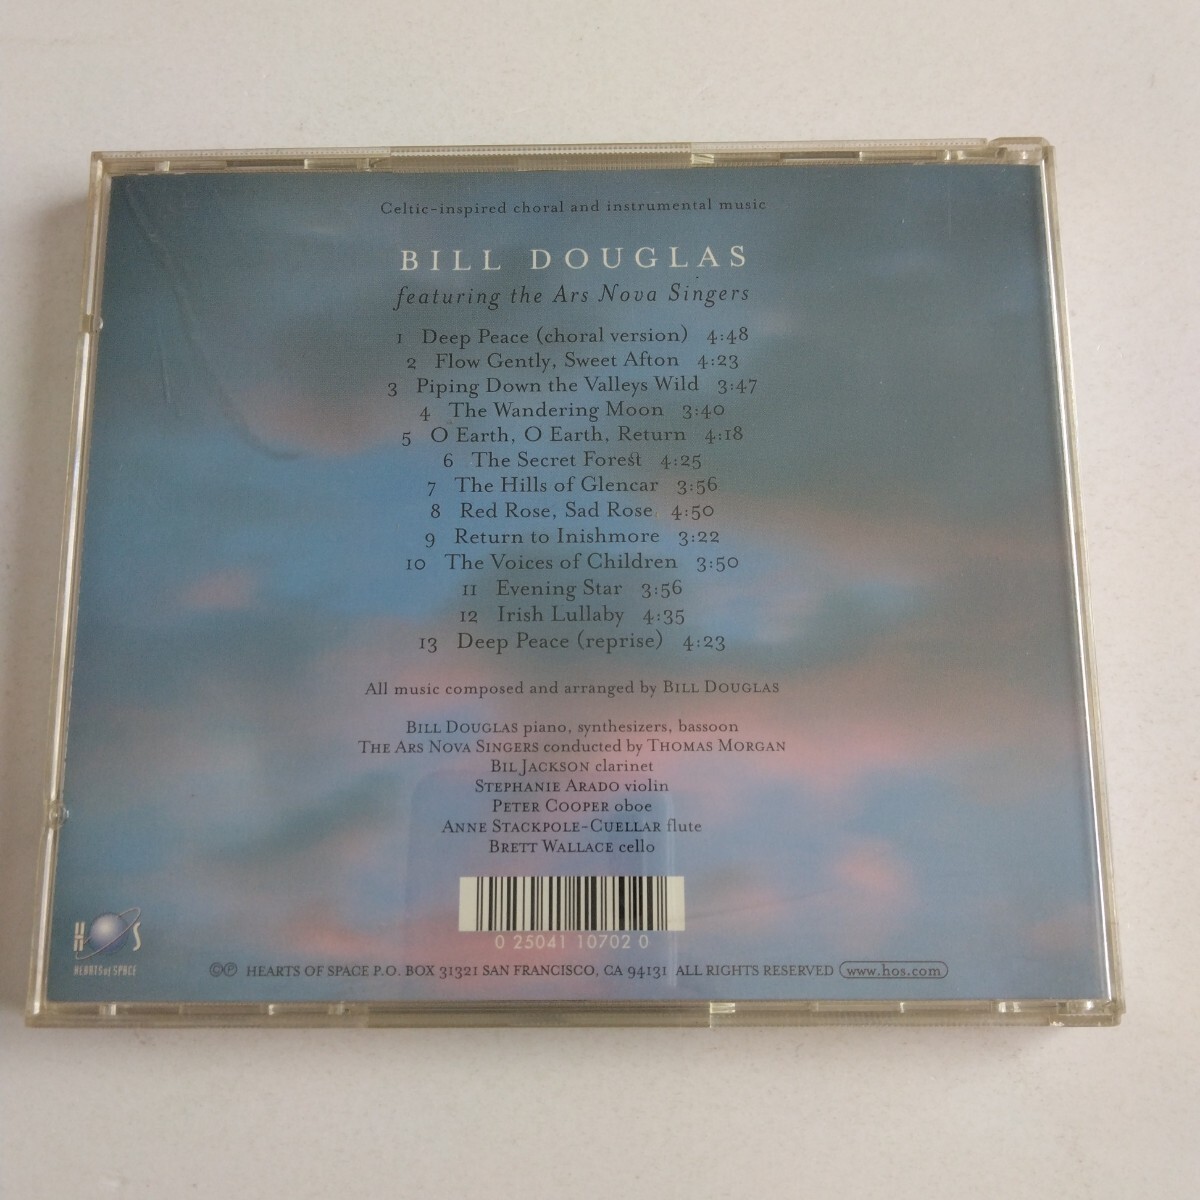 Celtic-inspired choral and instrumental music
BILL DOUGLAS
featuring the Ars Nova Singers
1 Deep Peace (choral version) 4:48
2 Flow Gently, Sweet Afton 4:23
3 Piping Down the Valleys Wild 3:47
4 The Wandering Moon 3:40
5 O Earth, O Earth, Return 4:18
6 The Secret Forest 4:25
7 The Hills of Glencar 3:56
8 Red Rose, Sad Rose 4:50
9 Return to Inishmore 3:22
10 The Voices of Children 3:50
11 Evening Star 3:56
12 Irish Lullaby 4:35
13 Deep Peace (reprise) 4:23
All music composed and arranged by BILL DOUGLAS
BILL DOUGLAS piano, synthesizers, bassoon
THE ARS NOVA SINGERS conducted by THOMAS MORGAN
BIL JACKSON clarinet
STEPHANIE ARADO violin
PETER COOPER oboe
ANNE STACKPOLE-CUELLAR flute
BRETT WALLACE cello
0 25041 10702 0
H S
HEARTS of SPACE
©℗ HEARTS OF SPACE P.O. BOX 31321 SAN FRANCISCO, CA 94131 ALL RIGHTS RESERVED www.hos.com